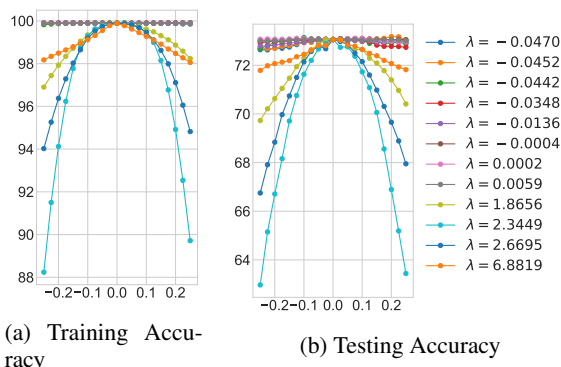 100
98
96
94
92
90
88
−0.2 −0.1 0.0 0.1 0.2
72
70
68
66
64
−0.2 −0.1 0.0 0.1 0.2
λ = −0.0470
λ = −0.0452
λ = −0.0442
λ = −0.0348
λ = −0.0136
λ = −0.0004
λ = 0.0002
λ = 0.0059
λ = 1.8656
λ = 2.3449
λ = 2.6695
λ = 6.8819
(a) Training Accu-
racy
(b) Testing Accuracy